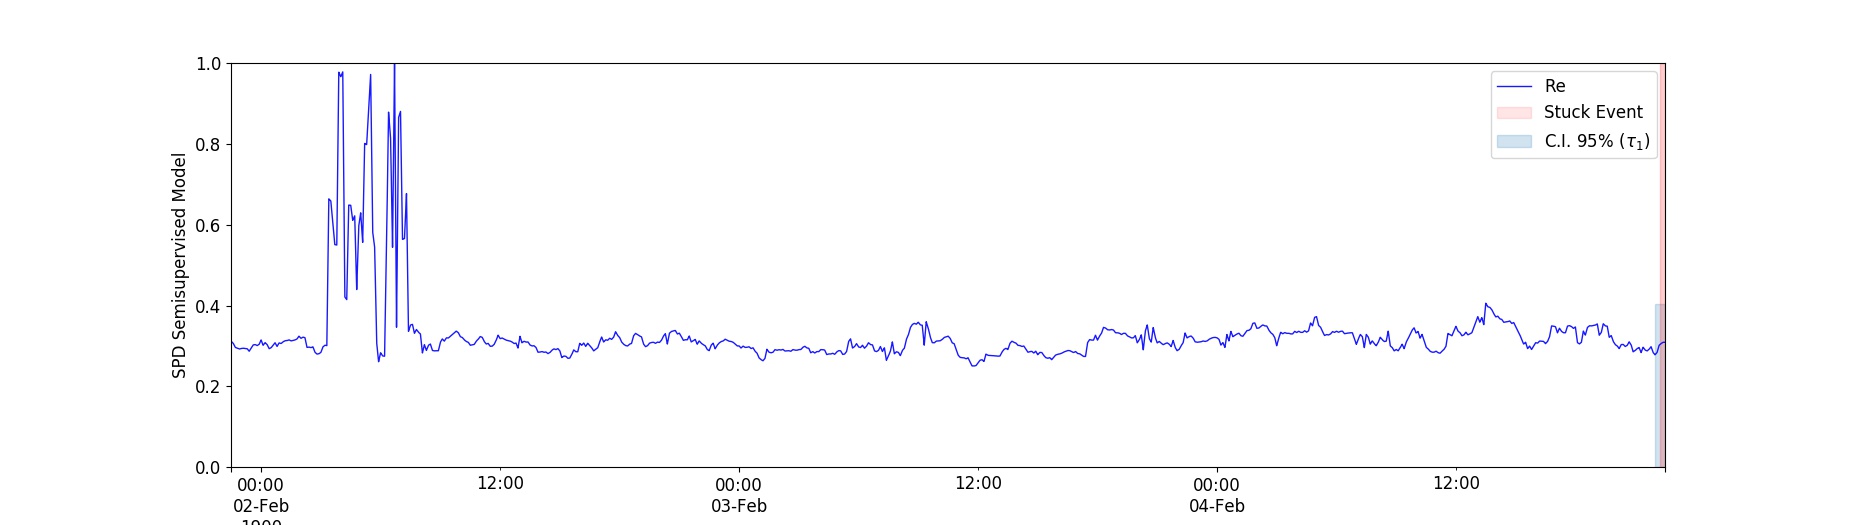 1.0
0.8
0.6
0.4
0.2
0.0
SPD Semisupervised Model
Re
Stuck Event
C.I. 95% (τ₁)
00:00 12:00 00:00 12:00 00:00 12:00
02-Feb 03-Feb 04-Feb
1900